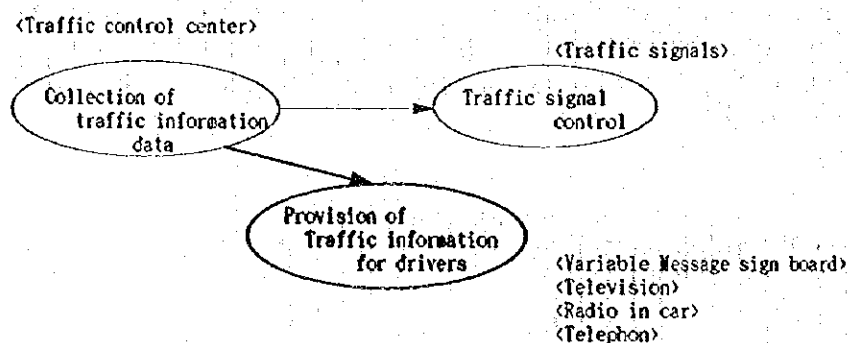 <Traffic control center>
<Traffic signals>
Collection of
traffic information
data
Traffic signal
control
Provision of
Traffic information
for drivers
<Variable Message sign board>
<Television>
<Radio in car>
<Telephon>